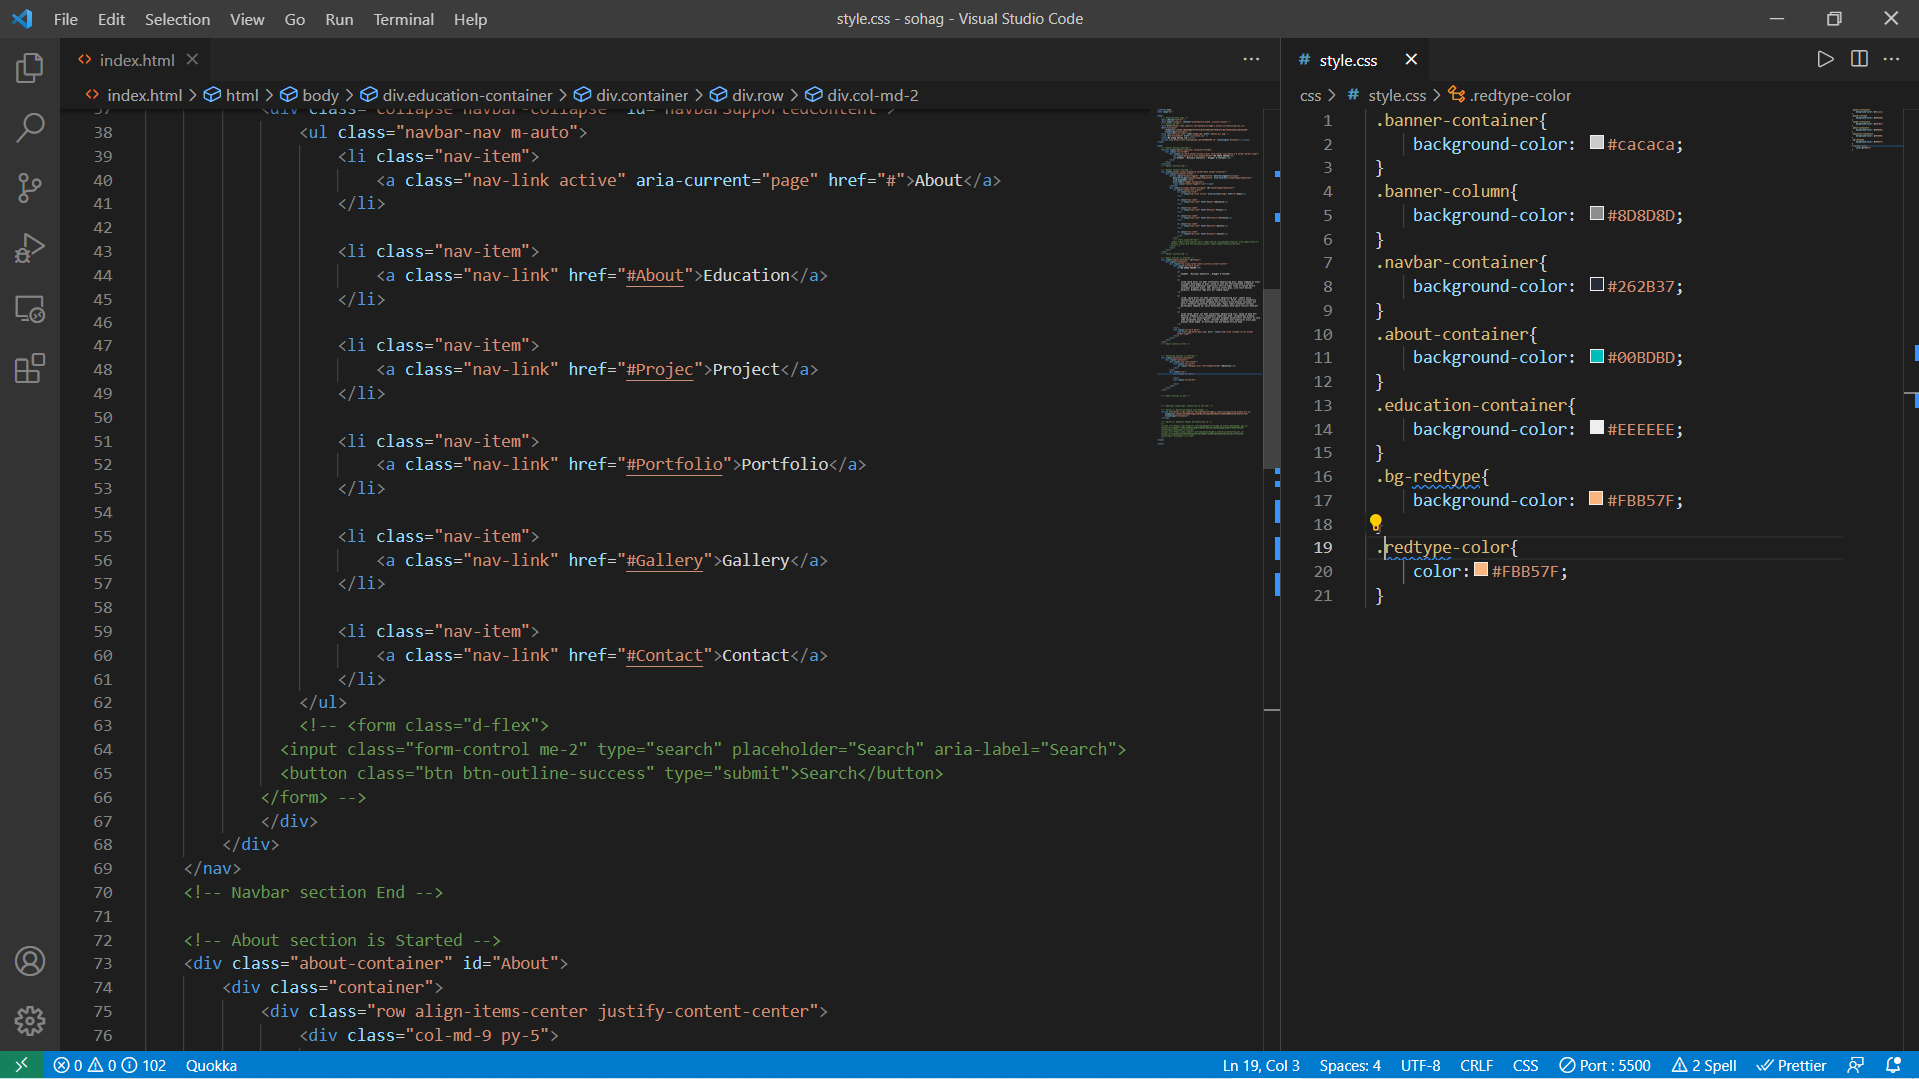 File Edit Selection View Go Run Terminal Help
style.css - sohag - Visual Studio Code
index.html
index.html > html > body > div.education-container > div.container > div.row > div.col-md-2
37 <div class="collapse navbar-collapse" id="navbarSupportedContent">
38 <ul class="navbar-nav m-auto">
39 <li class="nav-item">
40 <a class="nav-link active" aria-current="page" href="#">About</a>
41 </li>
42
43 <li class="nav-item">
44 <a class="nav-link" href="#About">Education</a>
45 </li>
46
47 <li class="nav-item">
48 <a class="nav-link" href="#Projec">Project</a>
49 </li>
50
51 <li class="nav-item">
52 <a class="nav-link" href="#Portfolio">Portfolio</a>
53 </li>
54
55 <li class="nav-item">
56 <a class="nav-link" href="#Gallery">Gallery</a>
57 </li>
58
59 <li class="nav-item">
60 <a class="nav-link" href="#Contact">Contact</a>
61 </li>
62 </ul>
63 <!-- <form class="d-flex">
64 <input class="form-control me-2" type="search" placeholder="Search" aria-label="Search">
65 <button class="btn btn-outline-success" type="submit">Search</button>
66 </form> -->
67 </div>
68 </div>
69 </nav>
70 <!-- Navbar section End -->
71
72 <!-- About section is Started -->
73 <div class="about-container" id="About">
74 <div class="container">
75 <div class="row align-items-center justify-content-center">
76 <div class="col-md-9 py-5">
# style.css
css > # style.css > .redtype-color
1 .banner-container{
2 background-color: #cacaca;
3 }
4 .banner-column{
5 background-color: #8D8D8D;
6 }
7 .navbar-container{
8 background-color: #262B37;
9 }
10 .about-container{
11 background-color: #00BDBD;
12 }
13 .education-container{
14 background-color: #EEEEEE;
15 }
16 .bg-redtype{
17 background-color: #FBB57F;
18
19 .redtype-color{
20 color: #FBB57F;
21 }
0 0 102 Quokka
Ln 19, Col 3 Spaces: 4 UTF-8 CRLF CSS Port : 5500 2 Spell Prettier